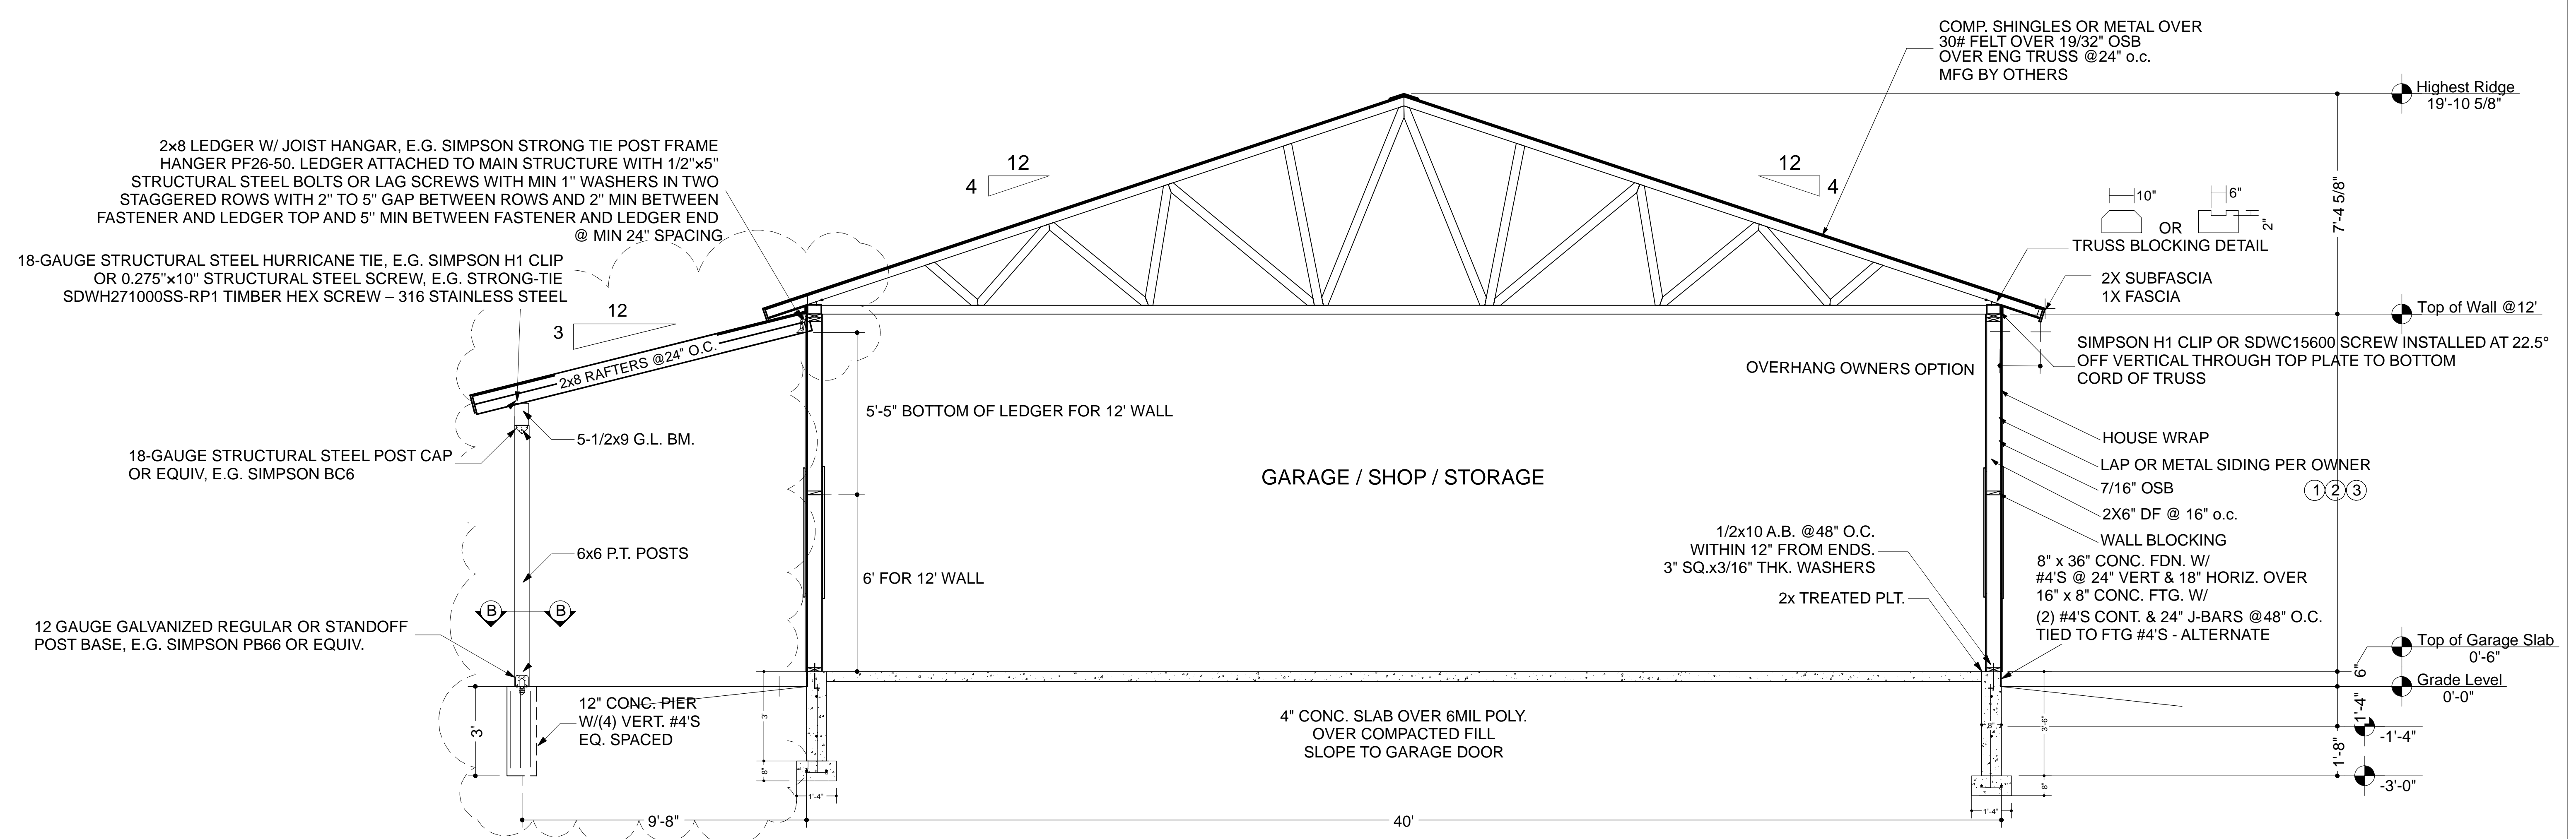 COMP. SHINGLES OR METAL OVER
30# FELT OVER 19/32" OSB
OVER ENG TRUSS @24" o.c.
MFG BY OTHERS
Highest Ridge
19'-10 5/8"
2×8 LEDGER W/ JOIST HANGAR, E.G. SIMPSON STRONG TIE POST FRAME
HANGER PF26-50. LEDGER ATTACHED TO MAIN STRUCTURE WITH 1/2"×5"
STRUCTURAL STEEL BOLTS OR LAG SCREWS WITH MIN 1" WASHERS IN TWO
STAGGERED ROWS WITH 2" TO 5" GAP BETWEEN ROWS AND 2" MIN BETWEEN
FASTENER AND LEDGER TOP AND 5" MIN BETWEEN FASTENER AND LEDGER END
@ MIN 24" SPACING
12
4
12
4
7'-4 5/8"
10"
6"
2"
OR
TRUSS BLOCKING DETAIL
18-GAUGE STRUCTURAL STEEL HURRICANE TIE, E.G. SIMPSON H1 CLIP
OR 0.275"×10" STRUCTURAL STEEL SCREW, E.G. STRONG-TIE
SDWH271000SS-RP1 TIMBER HEX SCREW – 316 STAINLESS STEEL
2X SUBFASCIA
1X FASCIA
12
3
Top of Wall @12'
2x8 RAFTERS @24" O.C.
SIMPSON H1 CLIP OR SDWC15600 SCREW INSTALLED AT 22.5°
OFF VERTICAL THROUGH TOP PLATE TO BOTTOM
CORD OF TRUSS
OVERHANG OWNERS OPTION
5'-5" BOTTOM OF LEDGER FOR 12' WALL
5-1/2x9 G.L. BM.
18-GAUGE STRUCTURAL STEEL POST CAP
OR EQUIV, E.G. SIMPSON BC6
GARAGE / SHOP / STORAGE
HOUSE WRAP
LAP OR METAL SIDING PER OWNER
7/16" OSB
1 2 3
2X6" DF @ 16" o.c.
WALL BLOCKING
1/2x10 A.B. @48" O.C.
WITHIN 12" FROM ENDS.
3" SQ.x3/16" THK. WASHERS
2x TREATED PLT.
6x6 P.T. POSTS
6' FOR 12' WALL
8" x 36" CONC. FDN. W/
#4'S @ 24" VERT & 18" HORIZ. OVER
16" x 8" CONC. FTG. W/
(2) #4'S CONT. & 24" J-BARS @48" O.C.
TIED TO FTG #4'S - ALTERNATE
B
B
12 GAUGE GALVANIZED REGULAR OR STANDOFF
POST BASE, E.G. SIMPSON PB66 OR EQUIV.
Top of Garage Slab
0'-6"
6"
Grade Level
0'-0"
12" CONC. PIER
W/(4) VERT. #4'S
EQ. SPACED
3'
3'
8"
1'-4"
4" CONC. SLAB OVER 6MIL POLY.
OVER COMPACTED FILL
SLOPE TO GARAGE DOOR
8"
3'-6"
8"
1'-4"
1'-4"
-1'-4"
1'-8"
-3'-0"
9'-8"
40'